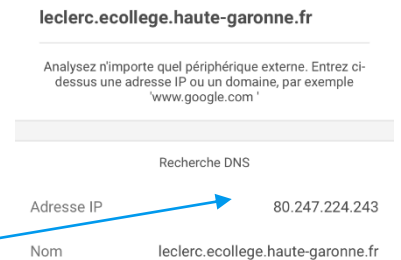 leclerc.ecollege.haute-garonne.fr
Analysez n'importe quel périphérique externe. Entrez ci-
dessus une adresse IP ou un domaine, par exemple
'www.google.com '
Recherche DNS
Adresse IP 80.247.224.243
Nom leclerc.ecollege.haute-garonne.fr